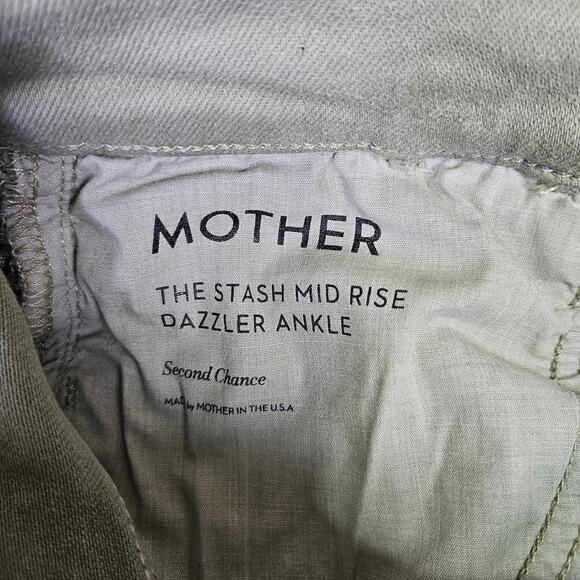 MOTHER
THE STASH MID RISE
DAZZLER ANKLE
Second Chance
MADE by MOTHER IN THE U.S.A.